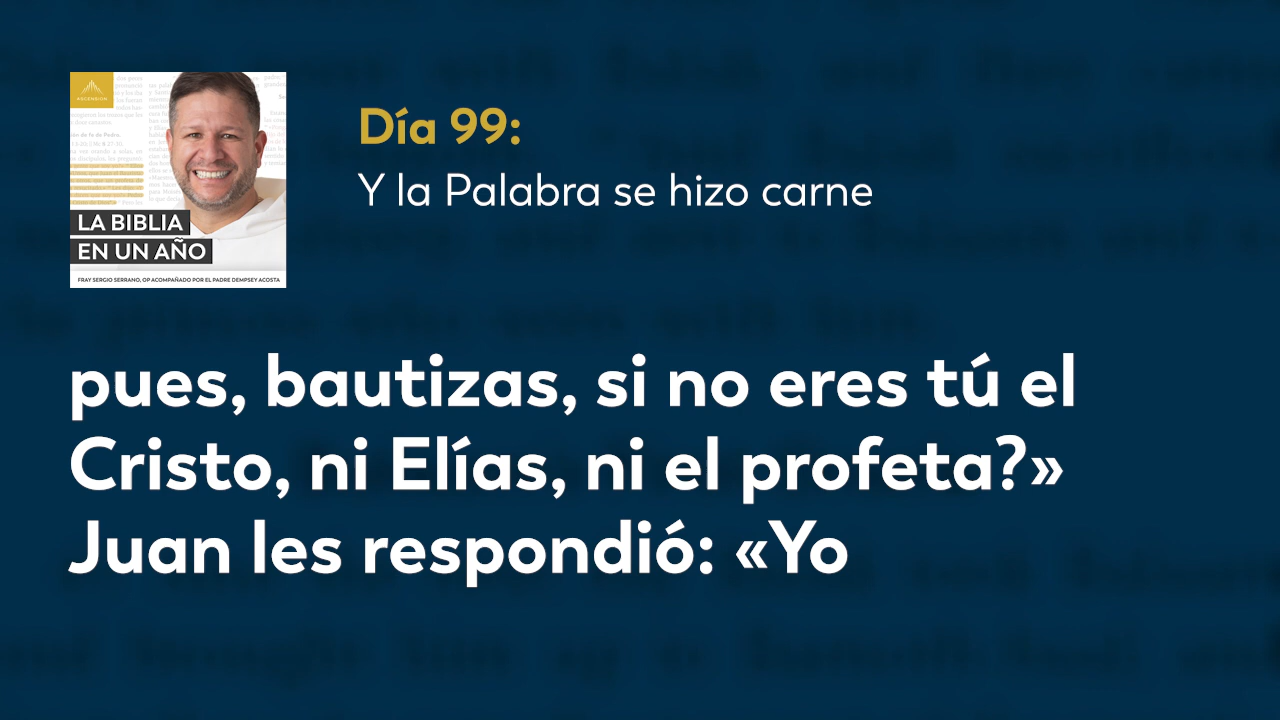 ASCENSION
LA BIBLIA
EN UN AÑO
FRAY SERGIO SERRANO, OP ACOMPAÑADO POR EL PADRE DEMPSEY ACOSTA
Día 99:
Y la Palabra se hizo carne
pues, bautizas, si no eres tú el
Cristo, ni Elías, ni el profeta?»
Juan les respondió: «Yo